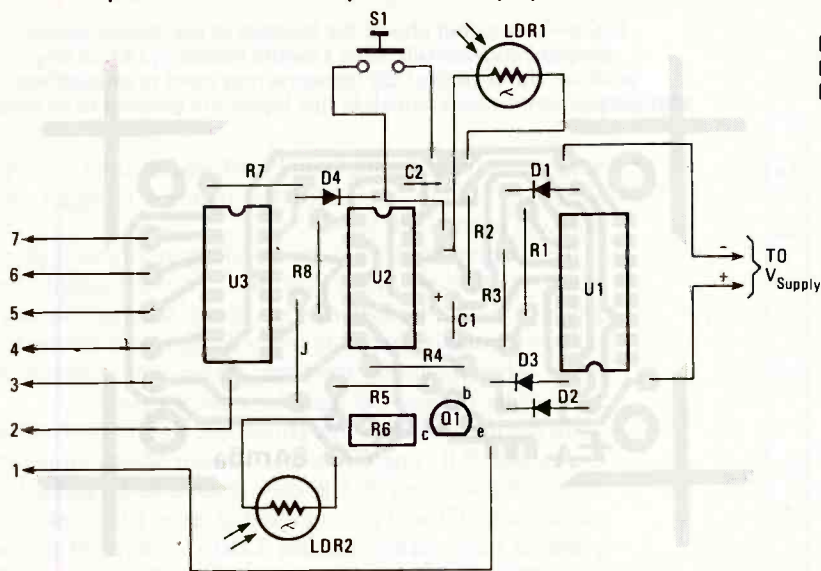 S1
LDR1
λ
R7
D4
C2
D1
7
6
5
4
3
2
1
U3
R8
U2
R2
R1
R3
U1
-
+
TO
V Supply
+
C1
J
R4
D3
D2
R5
b
R6
c
Q1
e
λ
LDR2